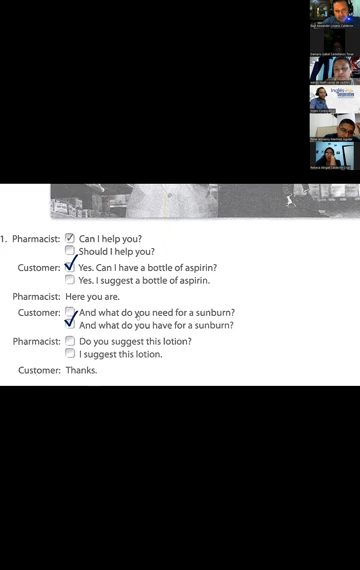 Inglés
1. Pharmacist: Can I help you?
Should I help you?
Customer: Yes. Can I have a bottle of aspirin?
Yes. I suggest a bottle of aspirin.
Pharmacist: Here you are.
Customer: And what do you need for a sunburn?
And what do you have for a sunburn?
Pharmacist: Do you suggest this lotion?
I suggest this lotion.
Customer: Thanks.